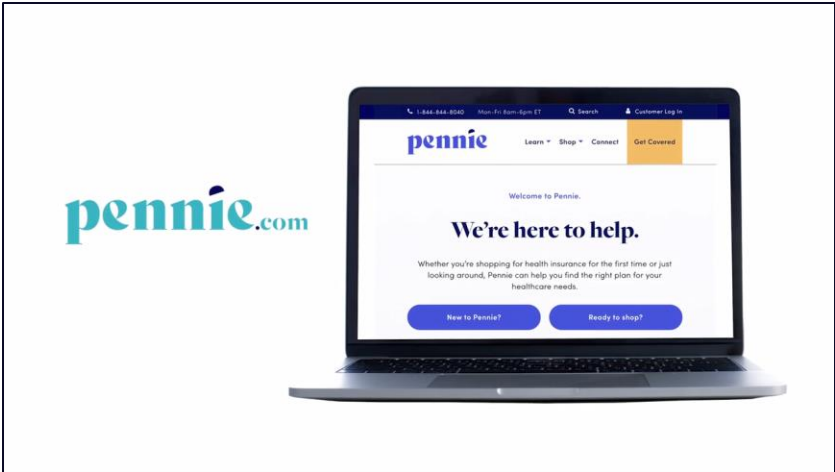 pennie.com
1-844-844-8040 Mon-Fri 8am-6pm ET Search Customer Log In
pennie Learn Shop Connect Get Covered
Welcome to Pennie.
We're here to help.
Whether you're shopping for health insurance for the first time or just
looking around, Pennie can help you find the right plan for your
healthcare needs.
New to Pennie? Ready to shop?